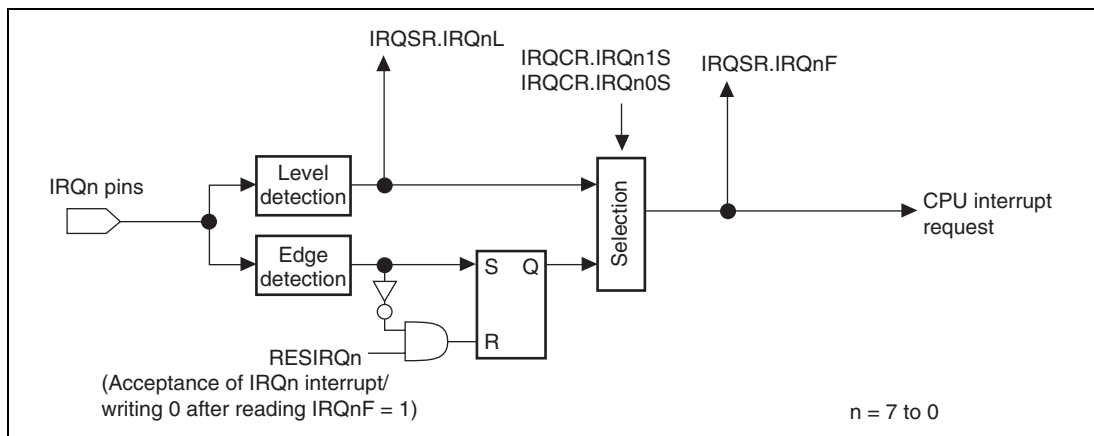 IRQSR.IRQnL
IRQCR.IRQn1S
IRQCR.IRQn0S
IRQSR.IRQnF
IRQn pins
Level
detection
Edge
detection
S Q
R
Selection
CPU interrupt
request
RESIRQn
(Acceptance of IRQn interrupt/
writing 0 after reading IRQnF = 1)
n = 7 to 0